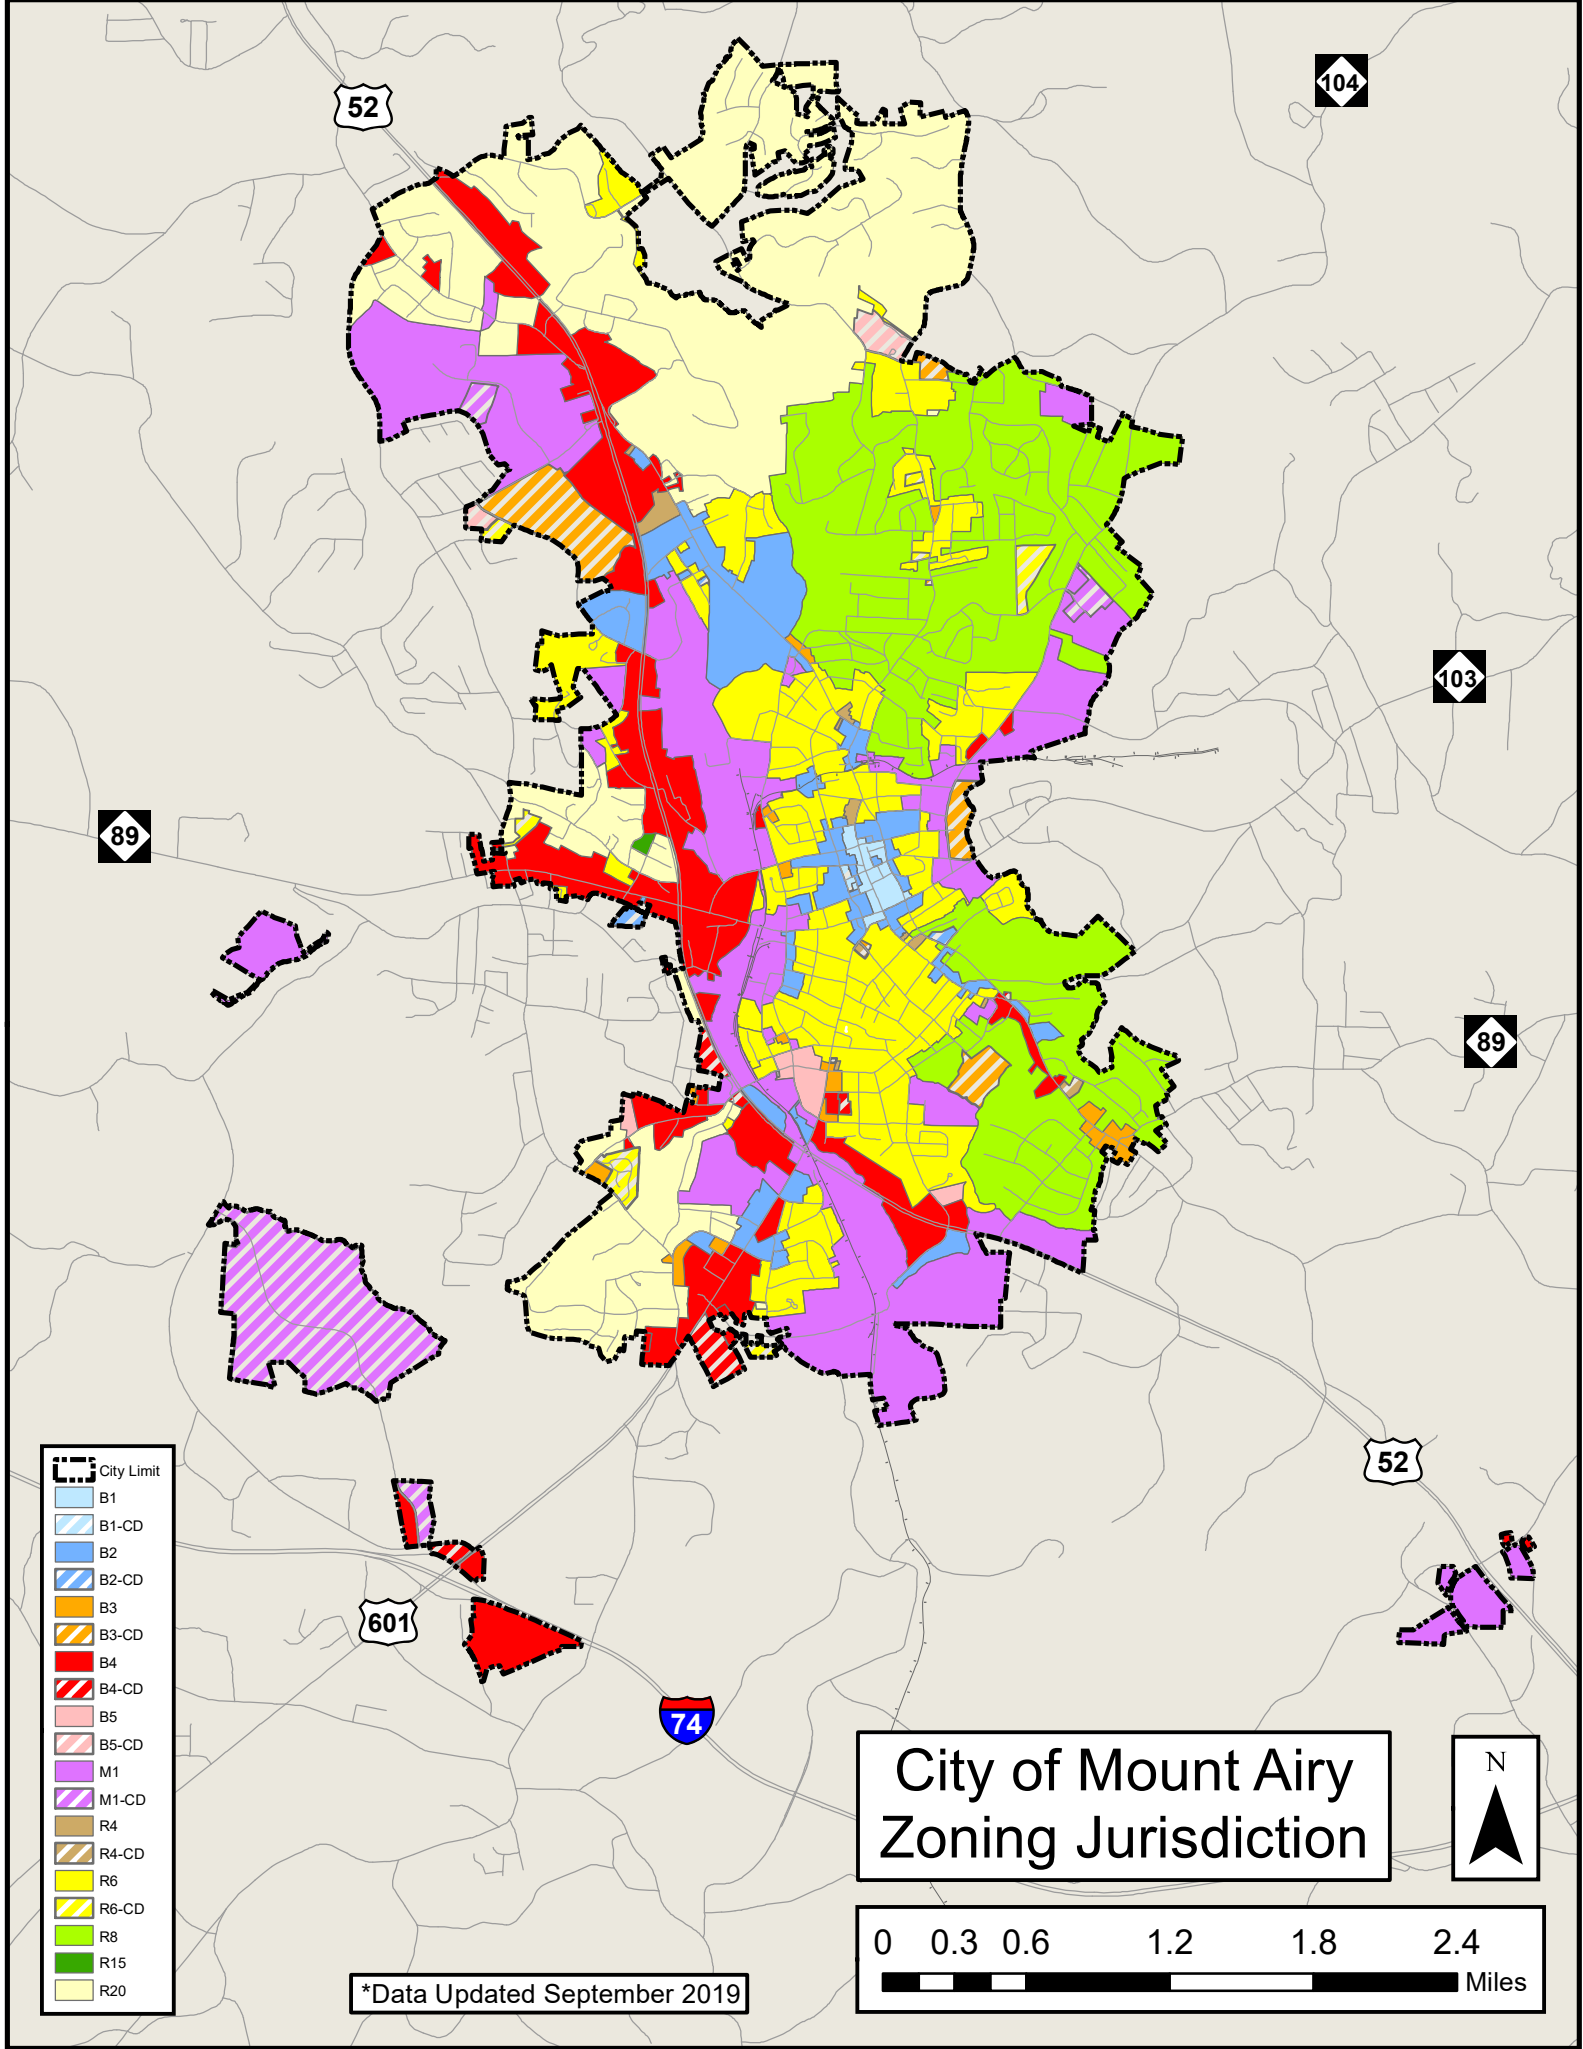 52
104
103
89
89
City Limit
B1
B1-CD
B2
B2-CD
B3
B3-CD
B4
B4-CD
B5
B5-CD
M1
M1-CD
R4
R4-CD
R6
R6-CD
R8
R15
R20
52
601
74
City of Mount Airy
Zoning Jurisdiction
N
0 0.3 0.6 1.2 1.8 2.4
Miles
*Data Updated September 2019